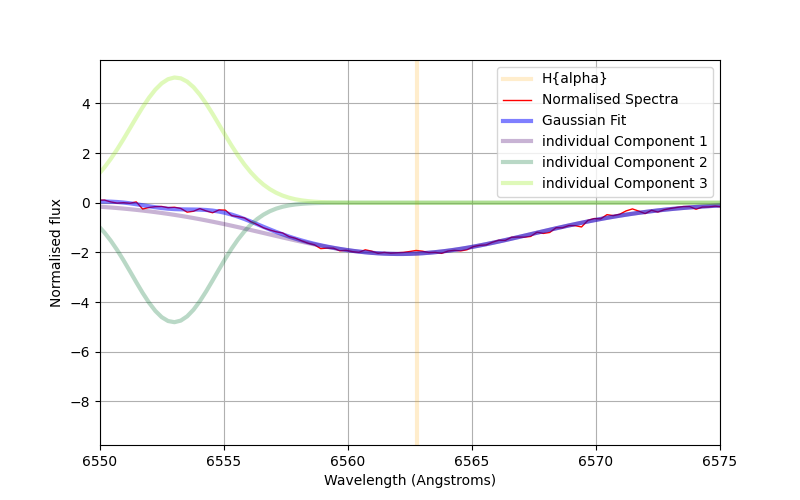 H{alpha}
Normalised Spectra
Gaussian Fit
individual Component 1
individual Component 2
individual Component 3
4
2
0
−2
−4
−6
−8
Normalised flux
6550 6555 6560 6565 6570 6575
Wavelength (Angstroms)